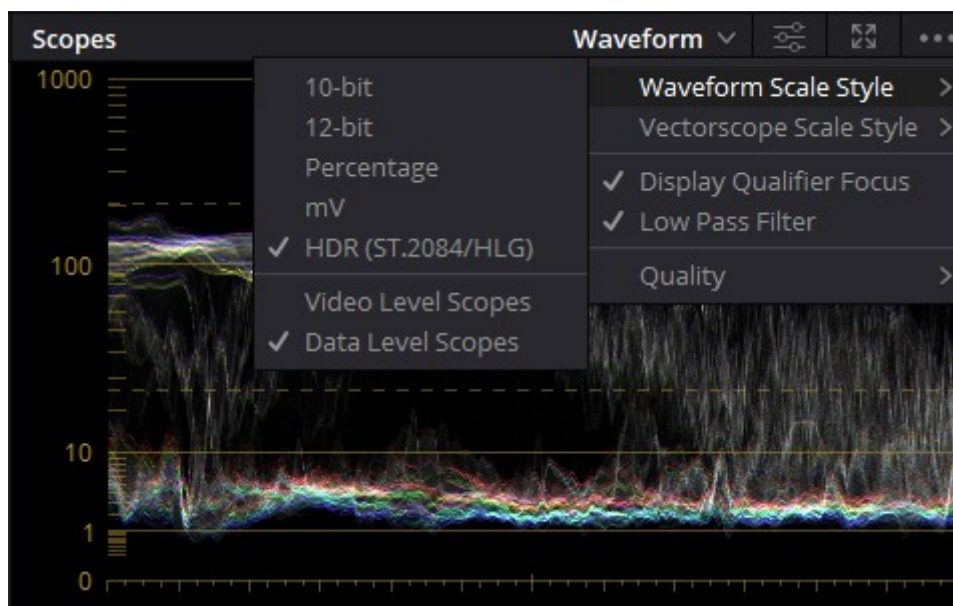 Scopes
Waveform
1000
100
10
1
0
10-bit
12-bit
Percentage
mV
HDR (ST.2084/HLG)
Video Level Scopes
Data Level Scopes
Waveform Scale Style
Vectorscope Scale Style
Display Qualifier Focus
Low Pass Filter
Quality